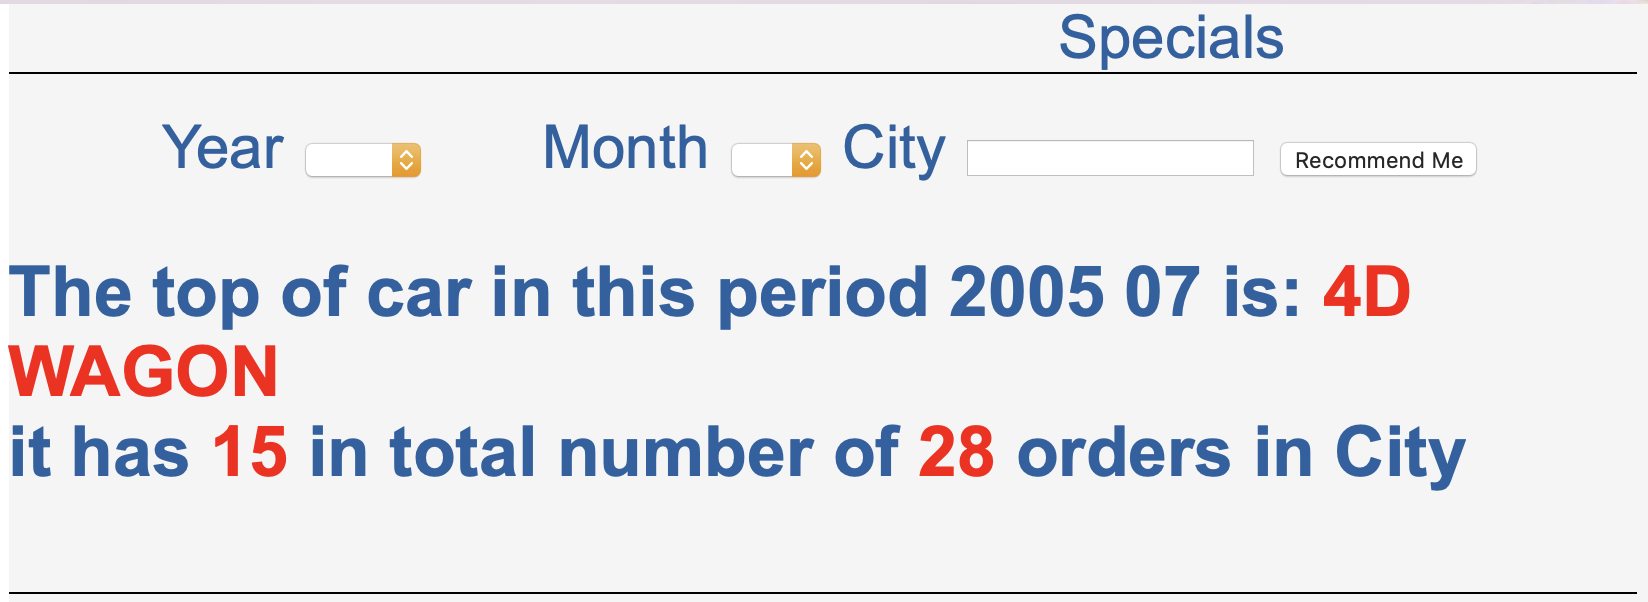 Specials
Year Month City Recommend Me
The top of car in this period 2005 07 is: 4D
WAGON
it has 15 in total number of 28 orders in City